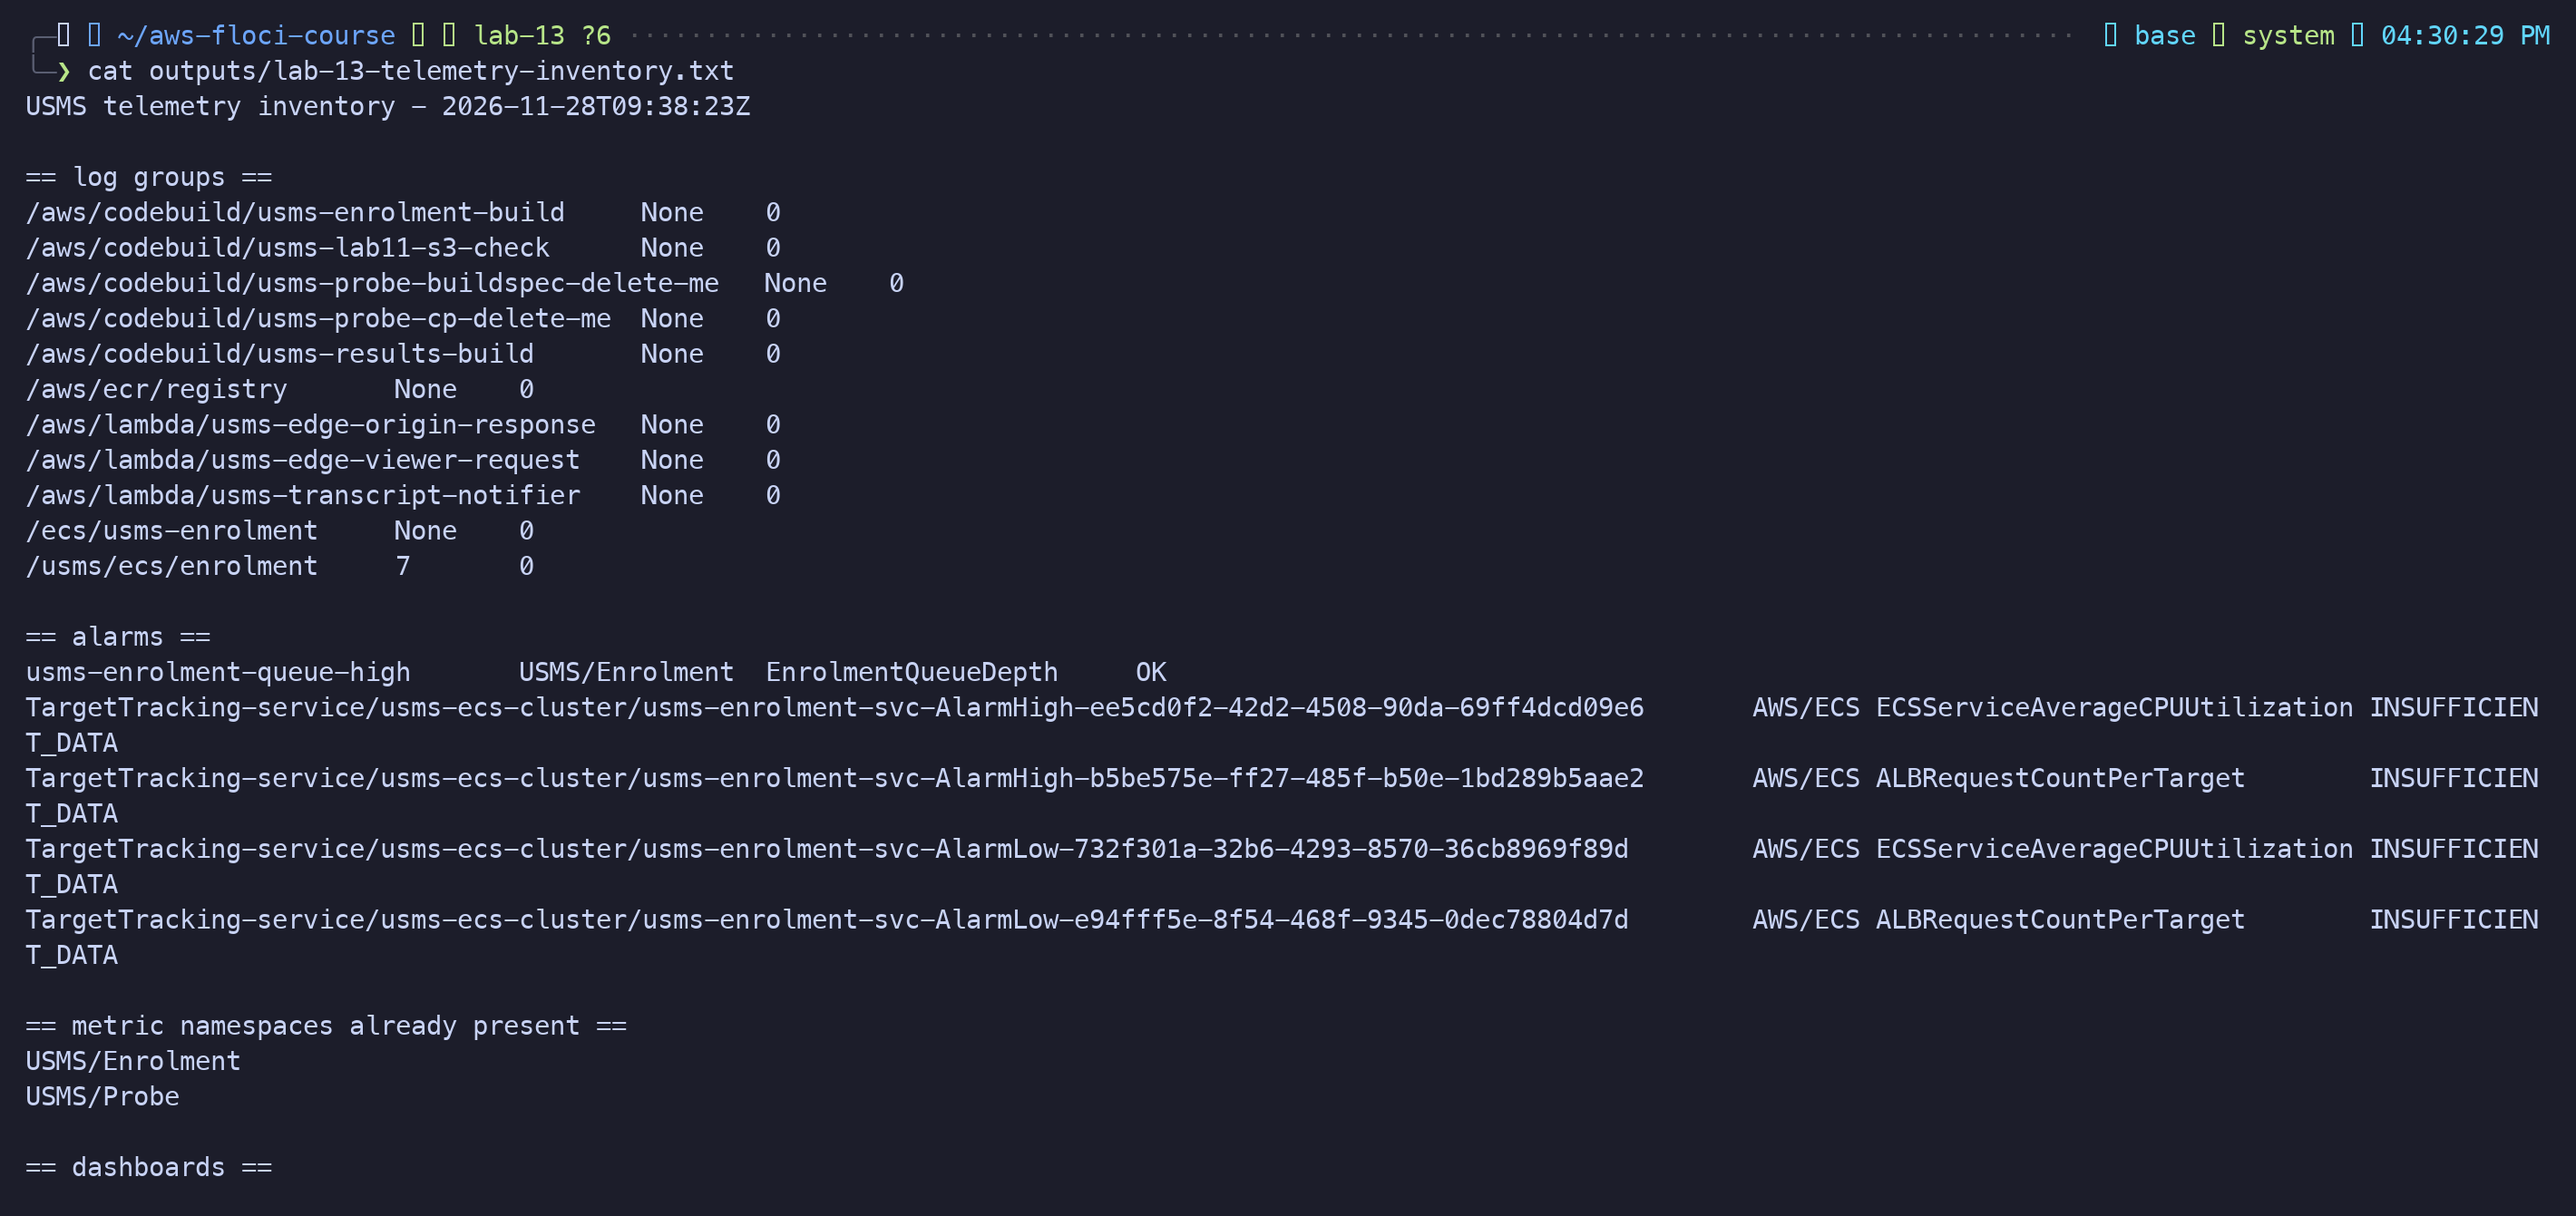 ~/aws-floci-course lab-13 ?6 base system 04:30:29 PM
❯ cat outputs/lab-13-telemetry-inventory.txt
USMS telemetry inventory - 2026-11-28T09:38:23Z
== log groups ==
/aws/codebuild/usms-enrolment-build None 0
/aws/codebuild/usms-lab11-s3-check None 0
/aws/codebuild/usms-probe-buildspec-delete-me None 0
/aws/codebuild/usms-probe-cp-delete-me None 0
/aws/codebuild/usms-results-build None 0
/aws/ecr/registry None 0
/aws/lambda/usms-edge-origin-response None 0
/aws/lambda/usms-edge-viewer-request None 0
/aws/lambda/usms-transcript-notifier None 0
/ecs/usms-enrolment None 0
/usms/ecs/enrolment 7 0
== alarms ==
usms-enrolment-queue-high USMS/Enrolment EnrolmentQueueDepth OK
TargetTracking-service/usms-ecs-cluster/usms-enrolment-svc-AlarmHigh-ee5cd0f2-42d2-4508-90da-69ff4dcd09e6 AWS/ECS ECSServiceAverageCPUUtilization INSUFFICIEN
T_DATA
TargetTracking-service/usms-ecs-cluster/usms-enrolment-svc-AlarmHigh-b5be575e-ff27-485f-b50e-1bd289b5aae2 AWS/ECS ALBRequestCountPerTarget INSUFFICIEN
T_DATA
TargetTracking-service/usms-ecs-cluster/usms-enrolment-svc-AlarmLow-732f301a-32b6-4293-8570-36cb8969f89d AWS/ECS ECSServiceAverageCPUUtilization INSUFFICIEN
T_DATA
TargetTracking-service/usms-ecs-cluster/usms-enrolment-svc-AlarmLow-e94fff5e-8f54-468f-9345-0dec78804d7d AWS/ECS ALBRequestCountPerTarget INSUFFICIEN
T_DATA
== metric namespaces already present ==
USMS/Enrolment
USMS/Probe
== dashboards ==